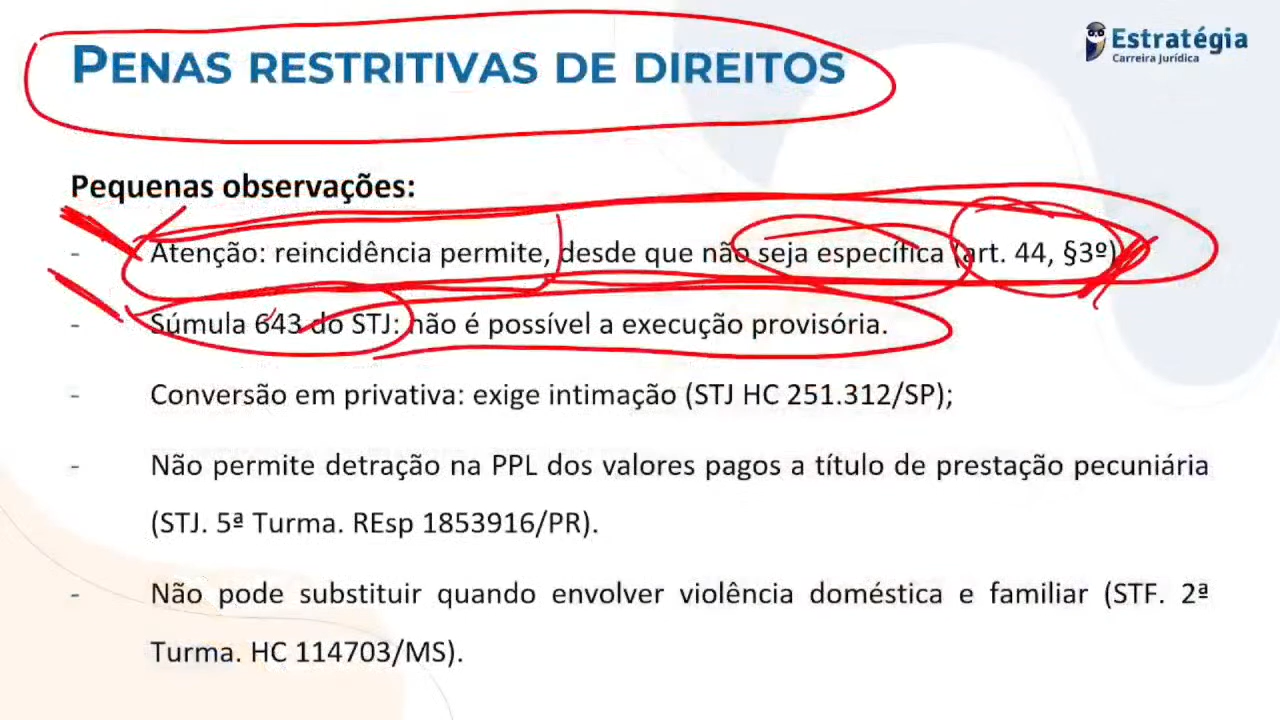 PENAS RESTRITIVAS DE DIREITOS
Estratégia
Carreira Jurídica
Pequenas observações:
- Atenção: reincidência permite, desde que não seja específica (art. 44, §3º)
- Súmula 643 do STJ: não é possível a execução provisória.
- Conversão em privativa: exige intimação (STJ HC 251.312/SP);
- Não permite detração na PPL dos valores pagos a título de prestação pecuniária
(STJ. 5ª Turma. REsp 1853916/PR).
- Não pode substituir quando envolver violência doméstica e familiar (STF. 2ª
Turma. HC 114703/MS).